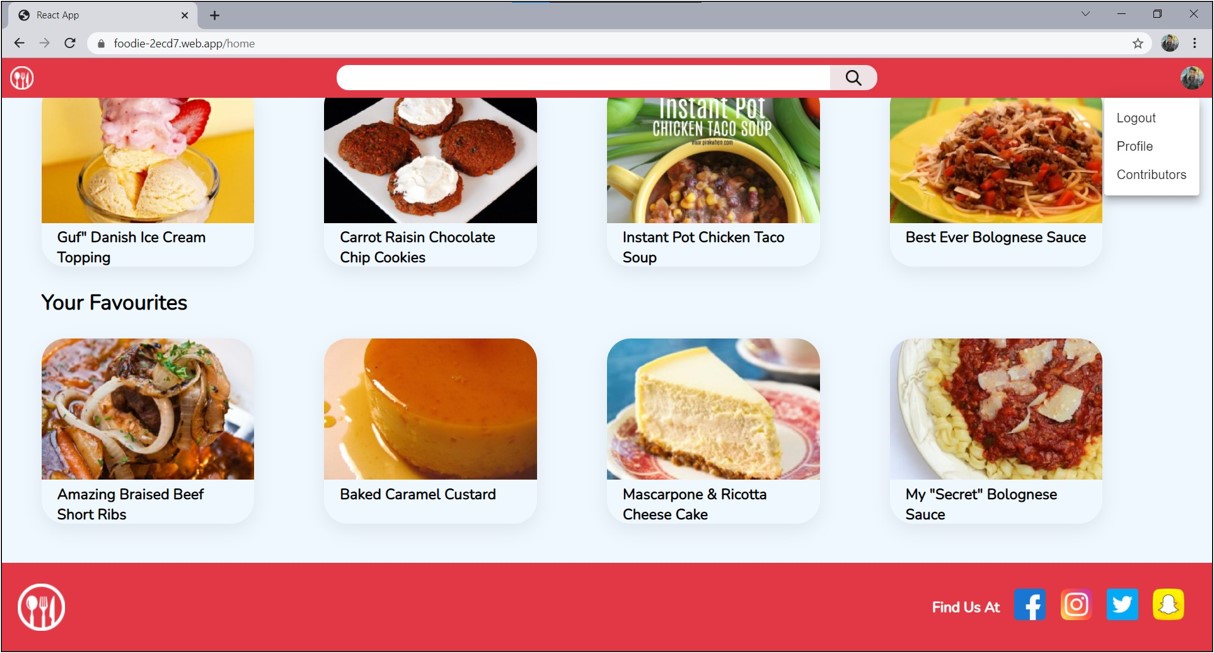 React App
foodie-2ecd7.web.app/home
Instant Pot
CHICKEN TACO SOUP
Logout
Profile
Contributors
Guf" Danish Ice Cream
Topping
Carrot Raisin Chocolate
Chip Cookies
Instant Pot Chicken Taco
Soup
Best Ever Bolognese Sauce
Your Favourites
Amazing Braised Beef
Short Ribs
Baked Caramel Custard
Mascarpone & Ricotta
Cheese Cake
My "Secret" Bolognese
Sauce
Find Us At